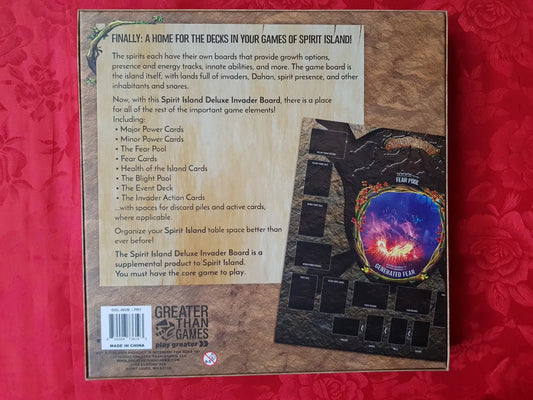 FINALLY: A HOME FOR THE DECKS IN YOUR GAMES OF SPIRIT ISLAND!
The spirits each have their own boards that provide growth options,
presence and energy tracks, innate abilities, and more. The game board is
the island itself, with lands full of invaders, Dahan, spirit presence, and other
inhabitants and snares.
Now, with this Spirit Island Deluxe Invader Board, there is a place
for all of the rest of the important game elements!
Including:
• Major Power Cards
• Minor Power Cards
• The Fear Pool
• Fear Cards
• Health of the Island Cards
• The Blight Pool
• The Event Deck
• The Invader Action Cards
...with spaces for discard piles and active cards,
where applicable.
Organize your Spirit Island table space better than
ever before!
The Spirit Island Deluxe Invader Board is a
supplemental product to Spirit Island.
You must have the core game to play.
FEAR POOL
GENERATED FEAR
MADE IN CHINA
GREATER
THAN
GAMES
play greater